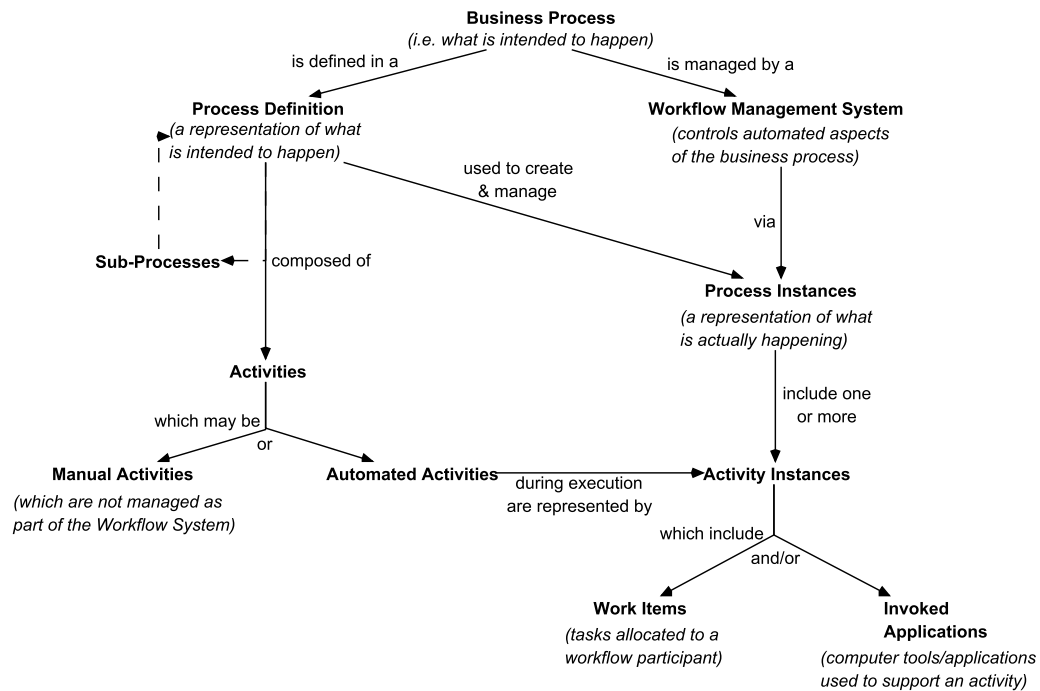 Business Process
(i.e. what is intended to happen)
is defined in a
is managed by a
Process Definition
(a representation of what
is intended to happen)
Workflow Management System
(controls automated aspects
of the business process)
used to create
& manage
via
Sub-Processes
composed of
Process Instances
(a representation of what
is actually happening)
Activities
include one
or more
which may be
or
Manual Activities
(which are not managed as
part of the Workflow System)
Automated Activities
during execution
are represented by
Activity Instances
which include
and/or
Work Items
(tasks allocated to a
workflow participant)
Invoked
Applications
(computer tools/applications
used to support an activity)